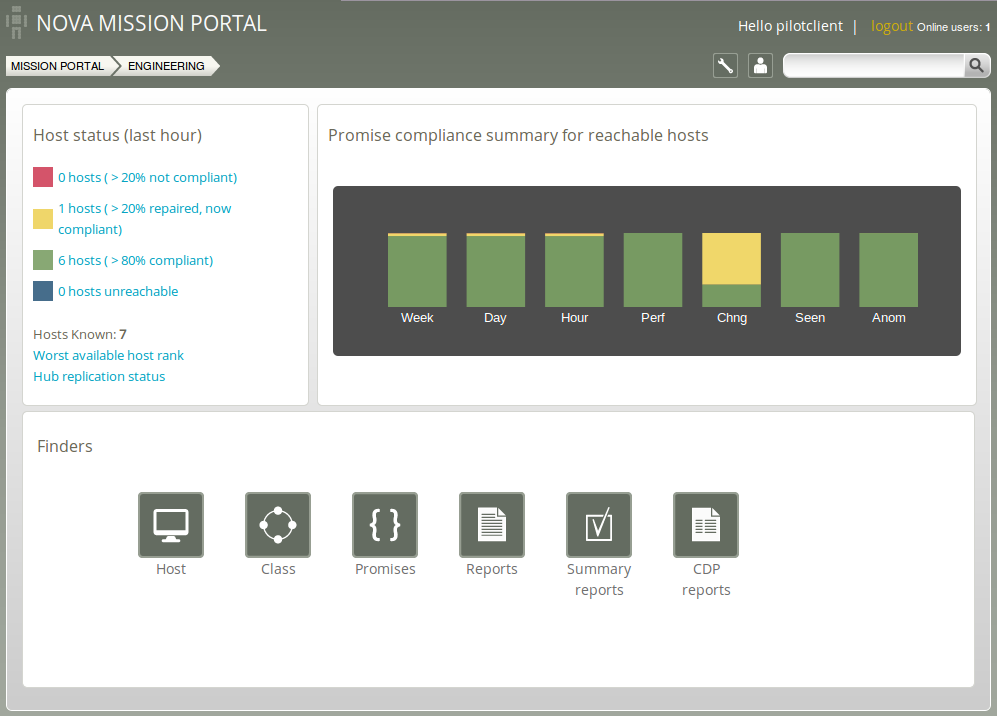 NOVA MISSION PORTAL
Hello pilotclient | logout Online users: 1
MISSION PORTAL ENGINEERING
Host status (last hour)
0 hosts ( > 20% not compliant)
1 hosts ( > 20% repaired, now
compliant)
6 hosts ( > 80% compliant)
0 hosts unreachable
Hosts Known: 7
Worst available host rank
Hub replication status
Promise compliance summary for reachable hosts
Week Day Hour Perf Chng Seen Anom
Finders
{ }
Host Class Promises Reports Summary
reports CDP
reports